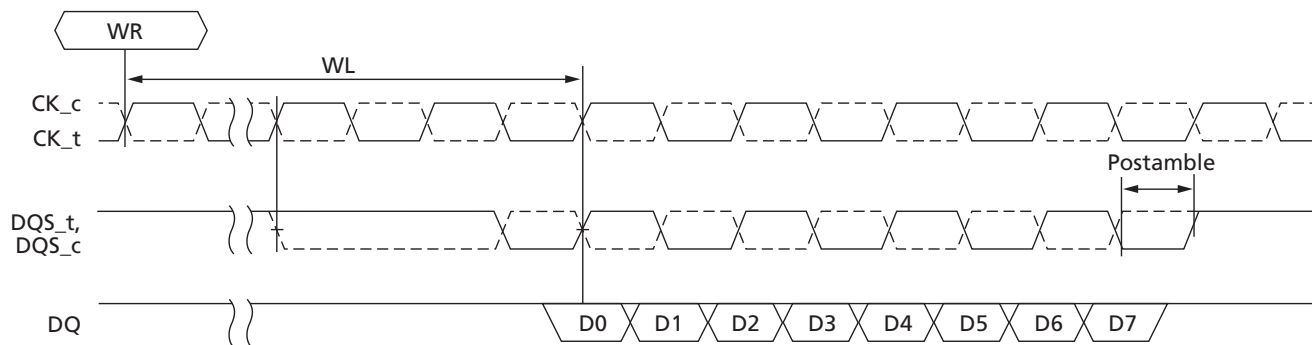 WR
WL
CK_c
CK_t
Postamble
DQS_t,
DQS_c
DQ
D0 D1 D2 D3 D4 D5 D6 D7